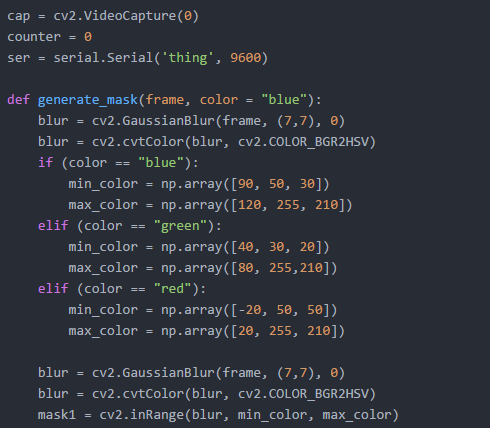 cap = cv2.VideoCapture(0)
counter = 0
ser = serial.Serial('thing', 9600)

def generate_mask(frame, color = "blue"):
    blur = cv2.GaussianBlur(frame, (7,7), 0)
    blur = cv2.cvtColor(blur, cv2.COLOR_BGR2HSV)
    if (color == "blue"):
        min_color = np.array([90, 50, 30])
        max_color = np.array([120, 255, 210])
    elif (color == "green"):
        min_color = np.array([40, 30, 20])
        max_color = np.array([80, 255,210])
    elif (color == "red"):
        min_color = np.array([-20, 50, 50])
        max_color = np.array([20, 255, 210])

    blur = cv2.GaussianBlur(frame, (7,7), 0)
    blur = cv2.cvtColor(blur, cv2.COLOR_BGR2HSV)
    mask1 = cv2.inRange(blur, min_color, max_color)